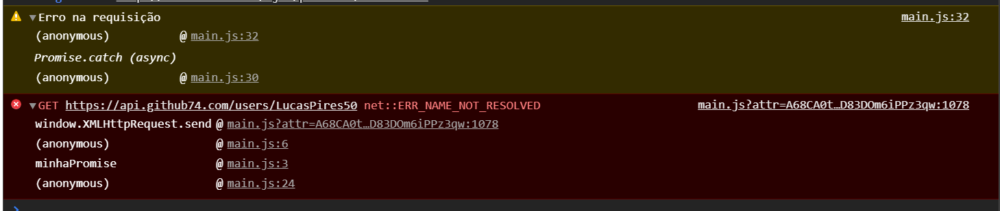 Erro na requisição main.js:32
(anonymous) @ main.js:32
Promise.catch (async)
(anonymous) @ main.js:30
GET https://api.github74.com/users/LucasPires50 net::ERR_NAME_NOT_RESOLVED main.js?attr=A68CA0t…D83DOm6iPPz3qw:1078
window.XMLHttpRequest.send @ main.js?attr=A68CA0t…D83DOm6iPPz3qw:1078
(anonymous) @ main.js:6
minhaPromise @ main.js:3
(anonymous) @ main.js:24